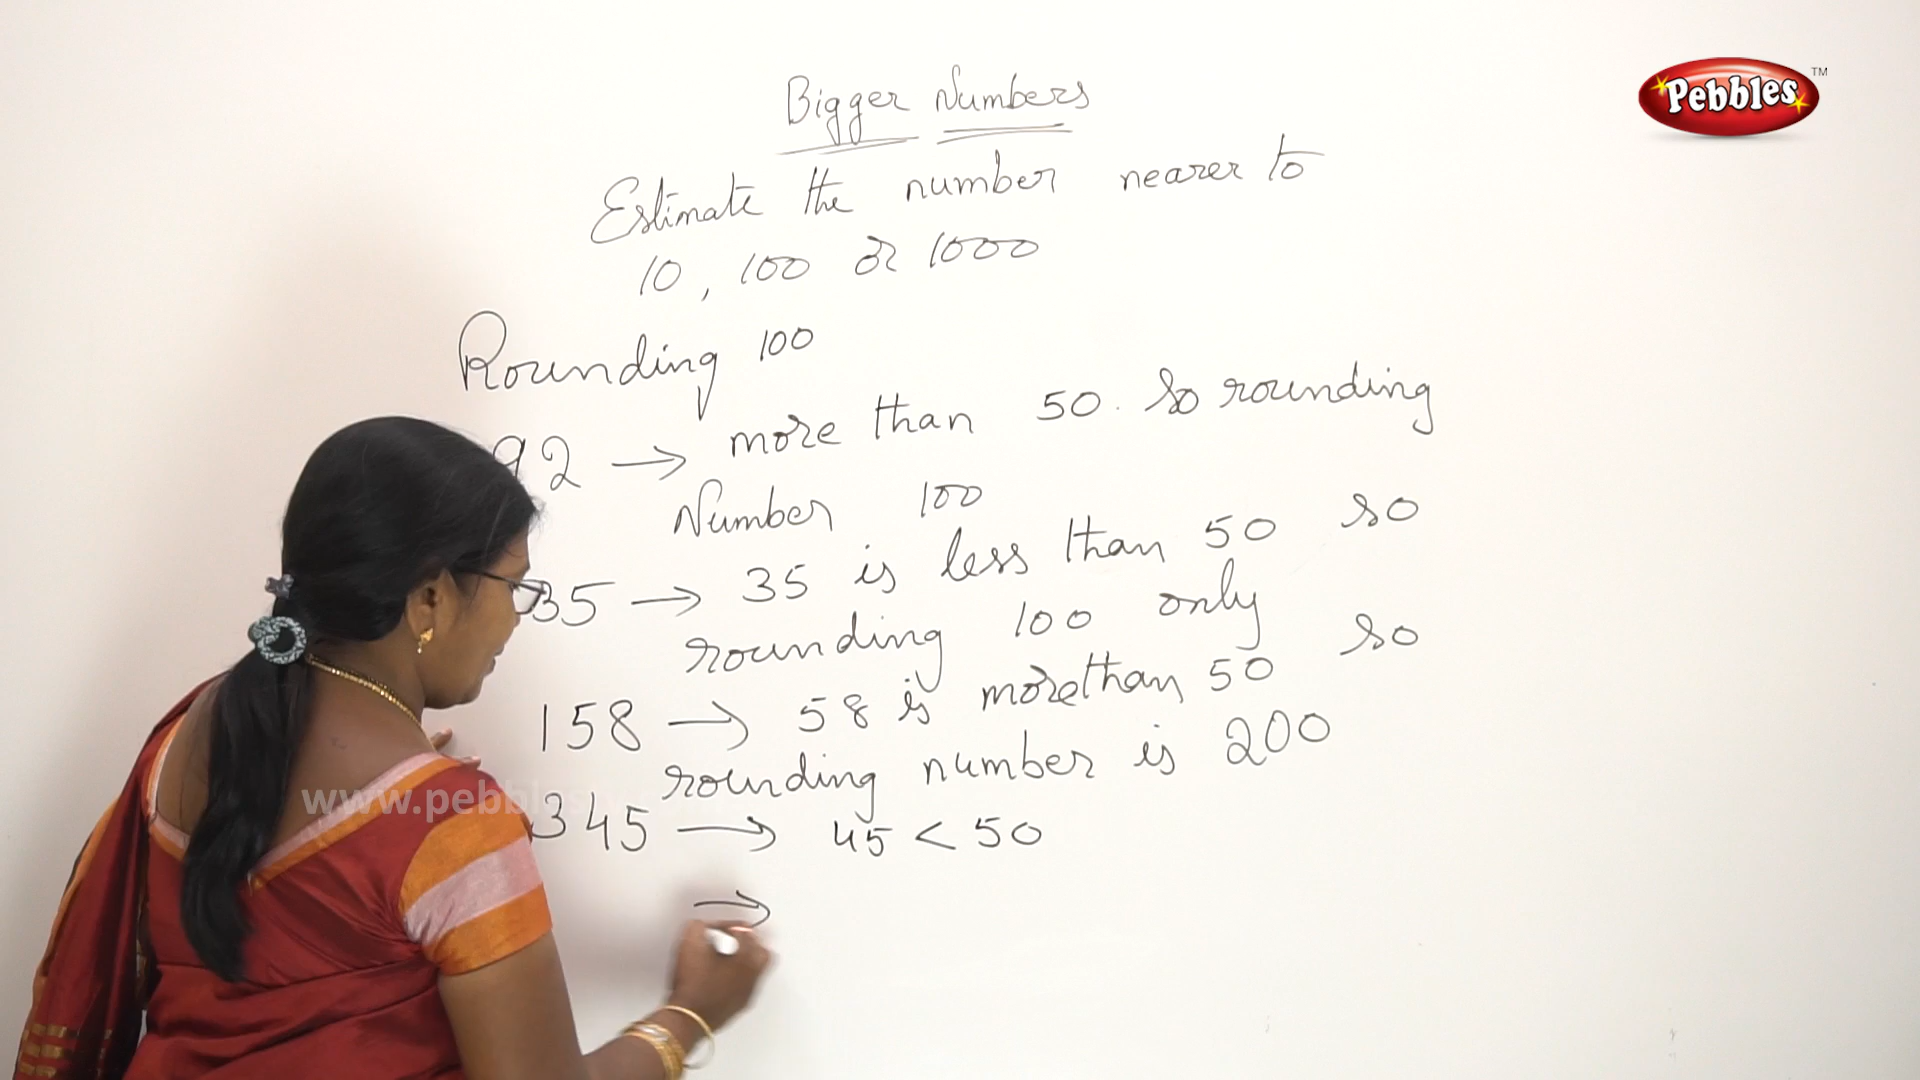 Bigger Numbers
Pebbles™
Estimate the number nearer to
10, 100 or 1000
Rounding 100
92 → more than 50. So rounding
Number 100
35 → 35 is less than 50 so
rounding 100 only
158 → 58 is morethan 50 so
rounding number is 200
345 → 45 < 50
→
www.pebbles